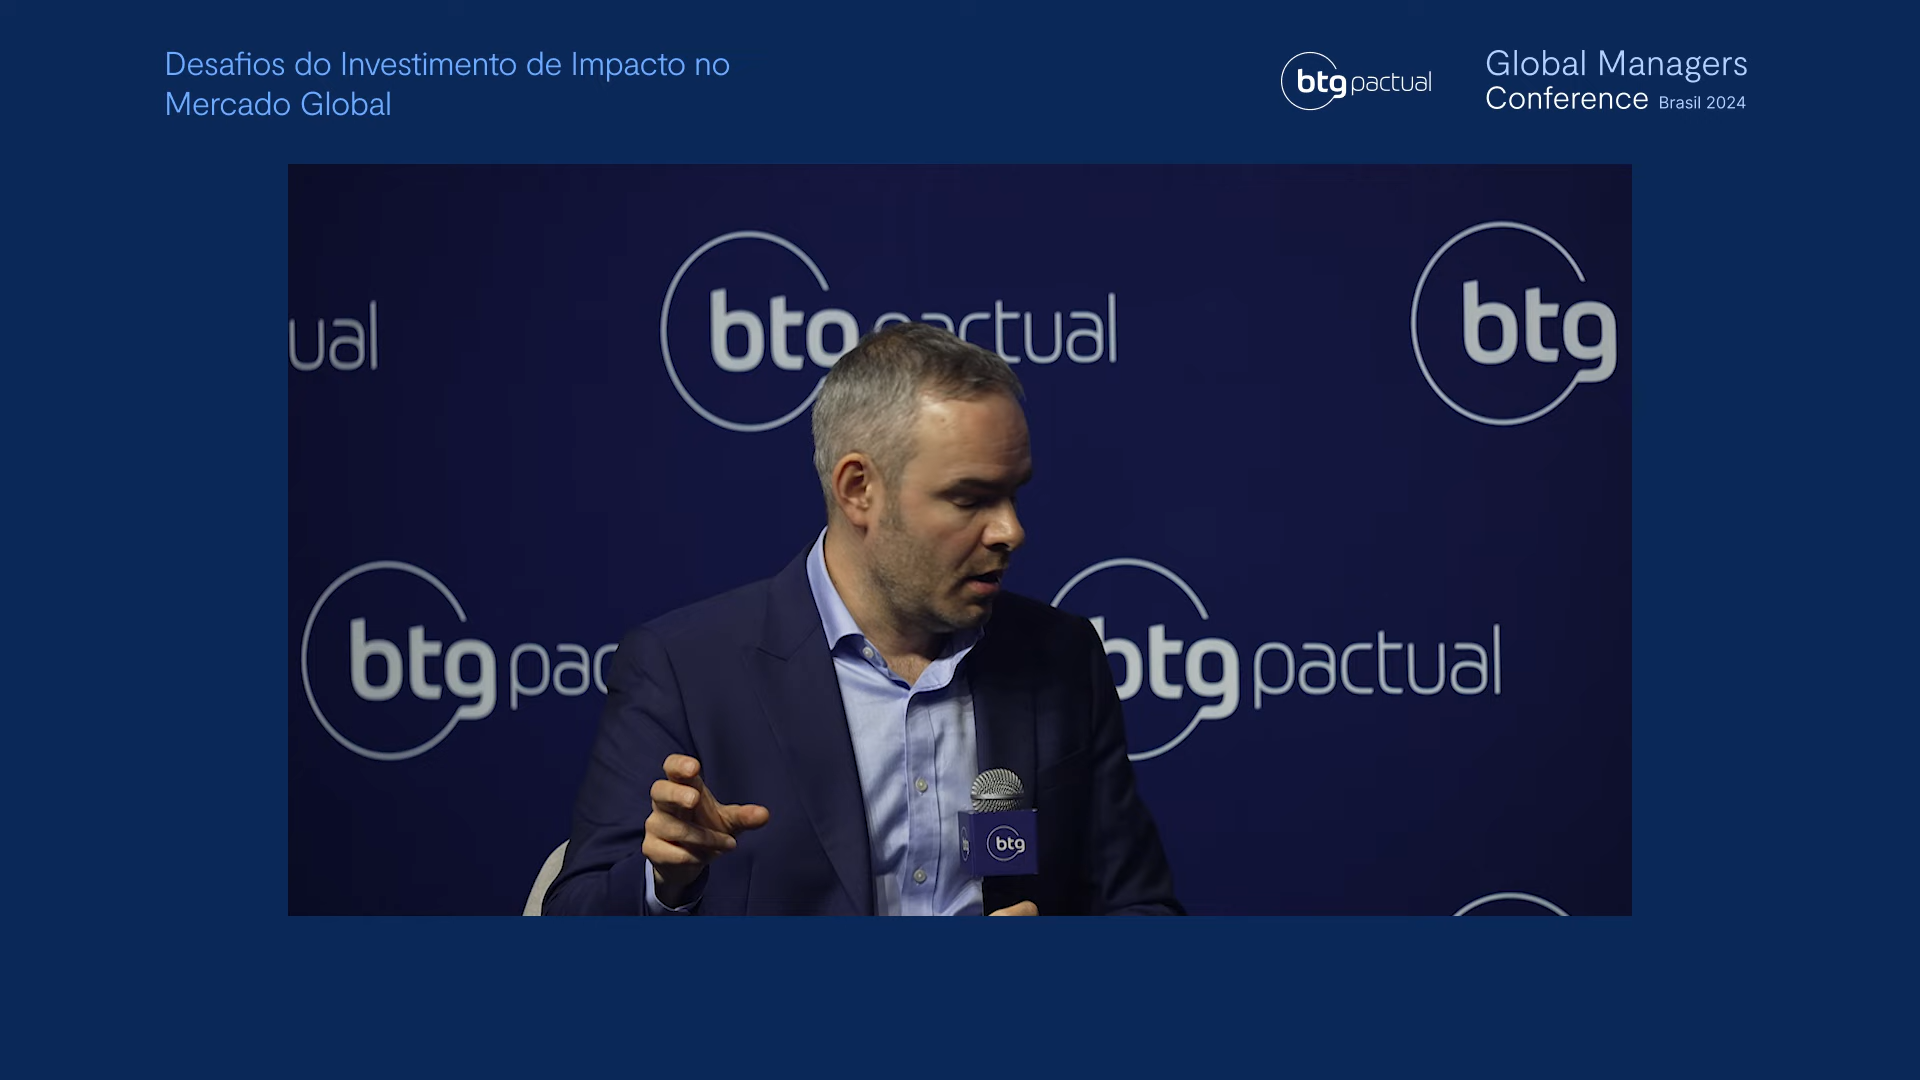 Desafios do Investimento de Impacto no
Mercado Global
btg pactual
Global Managers
Conference Brasil 2024
ual
btg pactual
btg
btg pac
btg pactual
btg